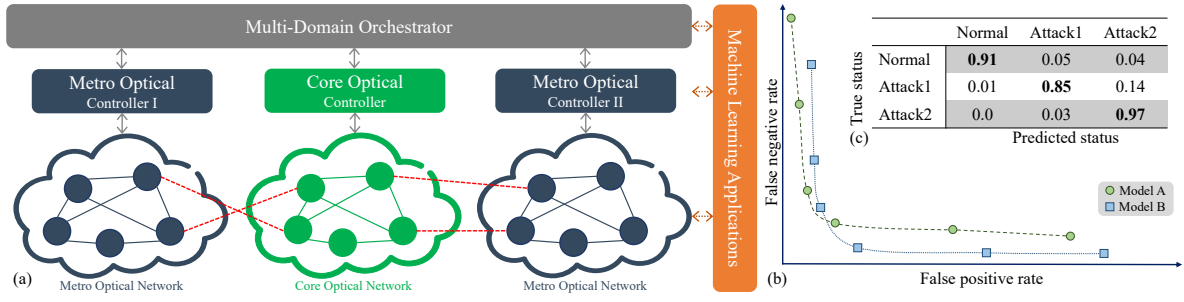 Multi-Domain Orchestrator
Metro Optical
Controller I
Core Optical
Controller
Metro Optical
Controller II
Machine Learning Applications
(a)
Metro Optical Network
Core Optical Network
Metro Optical Network
(b)
False negative rate
False positive rate
Model A
Model B
(c)
True status
Normal Attack1 Attack2
Normal 0.91 0.05 0.04
Attack1 0.01 0.85 0.14
Attack2 0.0 0.03 0.97
Predicted status